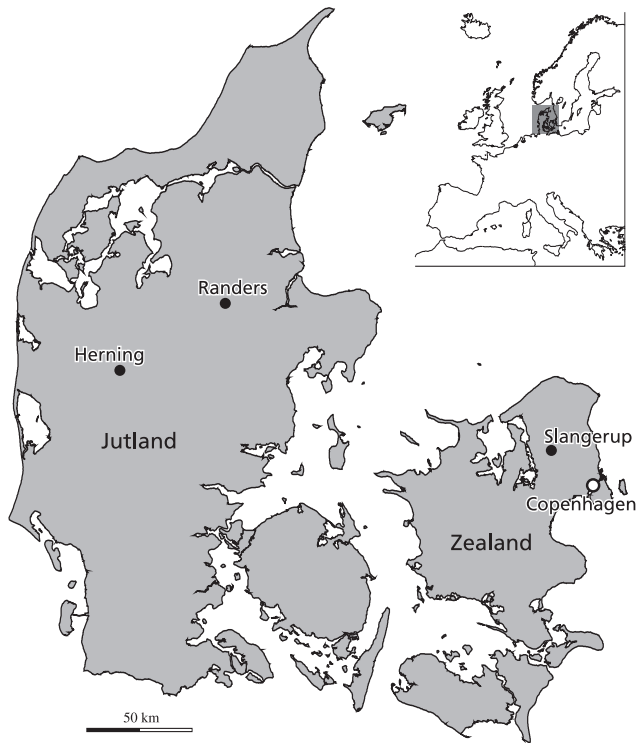 Randers
Herning
Jutland
Slangerup
Copenhagen
Zealand
50 km